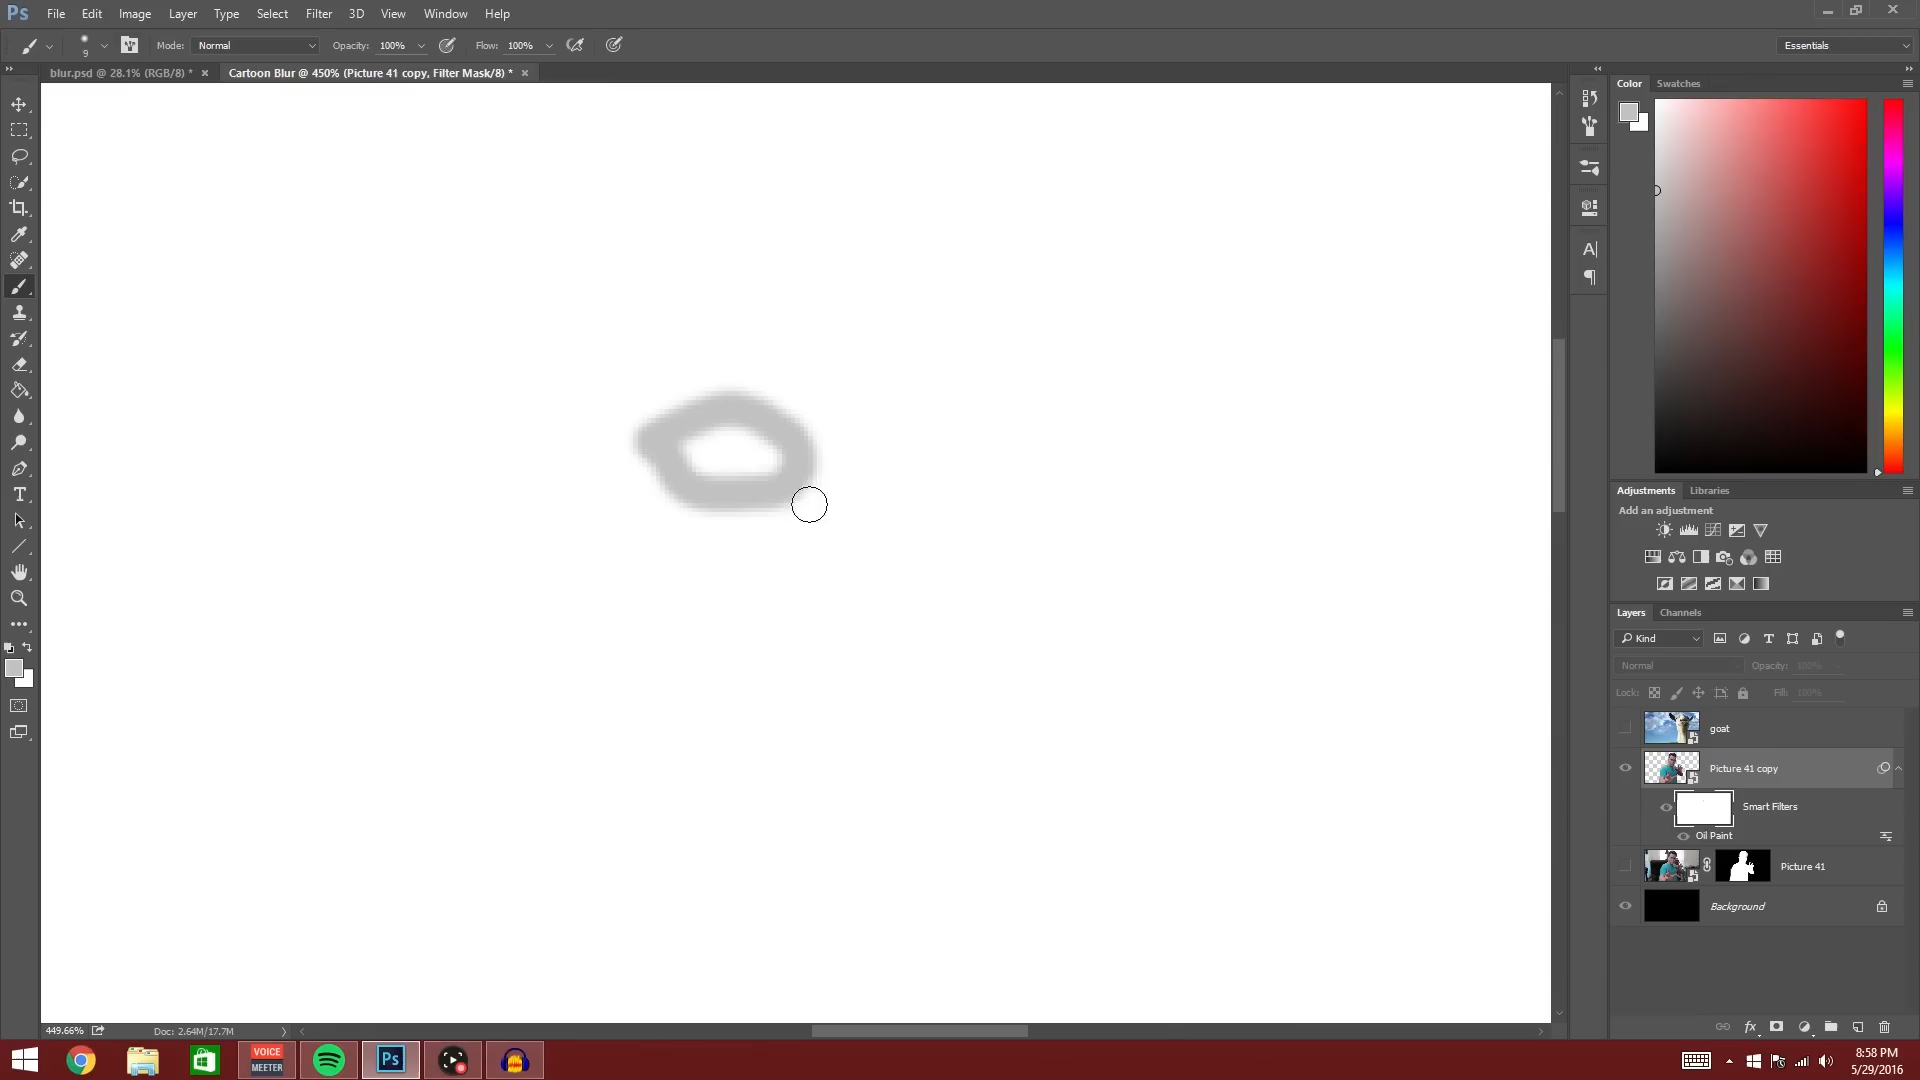 Ps File Edit Image Layer Type Select Filter 3D View Window Help
9 Mode: Normal Opacity: 100% Flow: 100% Essentials
blur.psd @ 28.1% (RGB/8) * × Cartoon Blur @ 450% (Picture 41 copy, Filter Mask/8) * ×
Color Swatches
Adjustments Libraries
Add an adjustment
Layers Channels
Kind
Normal Opacity: 100%
Lock: Fill: 100%
goat
Picture 41 copy
Smart Filters
Oil Paint
Picture 41
Background
449.66% Doc: 2.64M/17.7M
VOICE
MEETER
Ps
8:58 PM
5/29/2016